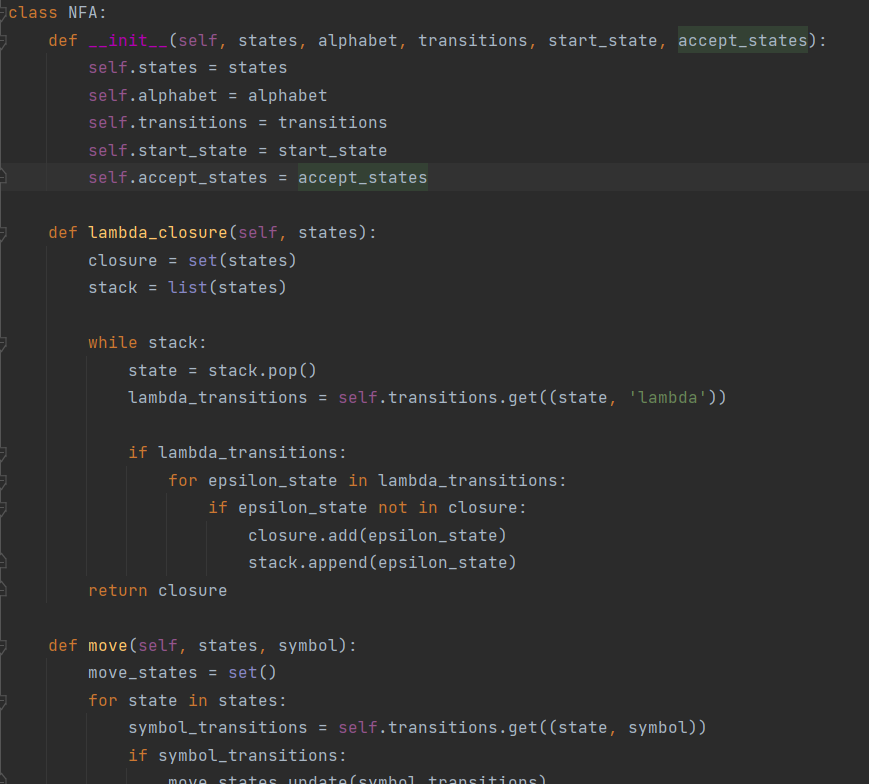 class NFA:
    def __init__(self, states, alphabet, transitions, start_state, accept_states):
        self.states = states
        self.alphabet = alphabet
        self.transitions = transitions
        self.start_state = start_state
        self.accept_states = accept_states

    def lambda_closure(self, states):
        closure = set(states)
        stack = list(states)

        while stack:
            state = stack.pop()
            lambda_transitions = self.transitions.get((state, 'lambda'))

            if lambda_transitions:
                for epsilon_state in lambda_transitions:
                    if epsilon_state not in closure:
                        closure.add(epsilon_state)
                        stack.append(epsilon_state)
        return closure

    def move(self, states, symbol):
        move_states = set()
        for state in states:
            symbol_transitions = self.transitions.get((state, symbol))
            if symbol_transitions:
                move_states.update(symbol_transitions)